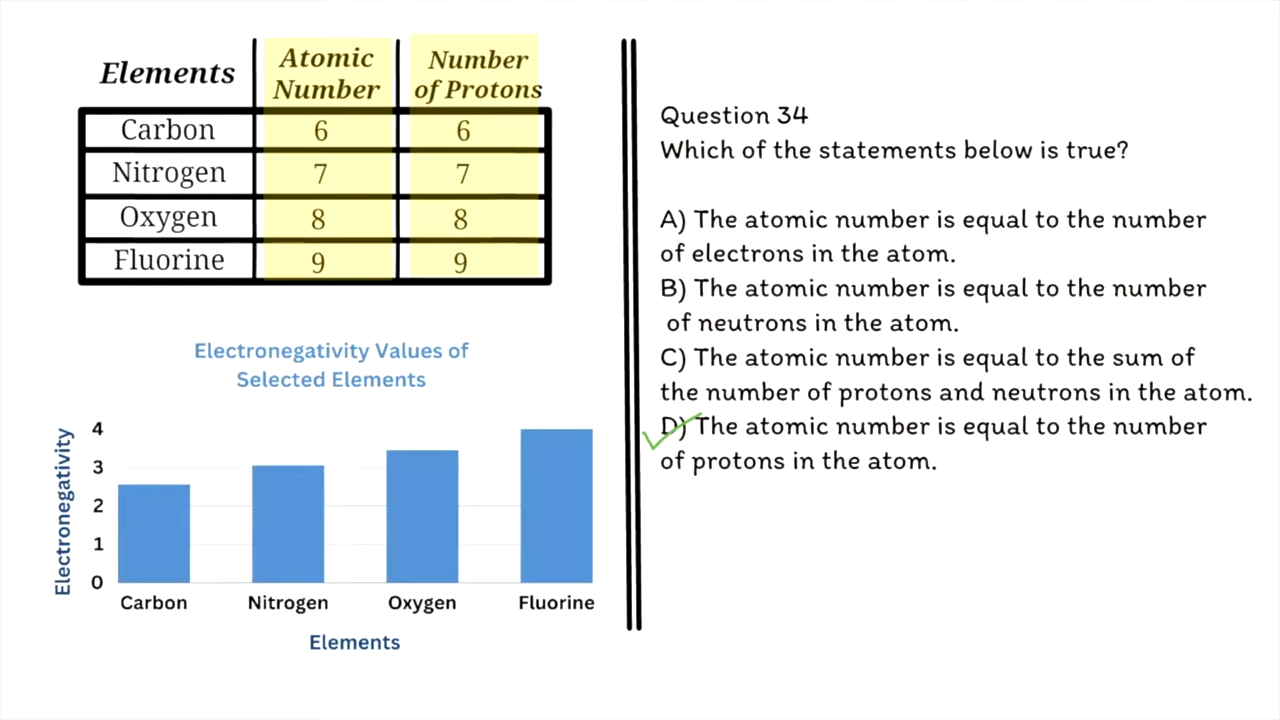 Elements Atomic Number Number of Protons
Carbon 6 6
Nitrogen 7 7
Oxygen 8 8
Fluorine 9 9
Electronegativity Values of
Selected Elements
Electronegativity
4
3
2
1
0
Carbon Nitrogen Oxygen Fluorine
Elements
Question 34
Which of the statements below is true?
A) The atomic number is equal to the number
of electrons in the atom.
B) The atomic number is equal to the number
of neutrons in the atom.
C) The atomic number is equal to the sum of
the number of protons and neutrons in the atom.
D) The atomic number is equal to the number
of protons in the atom.